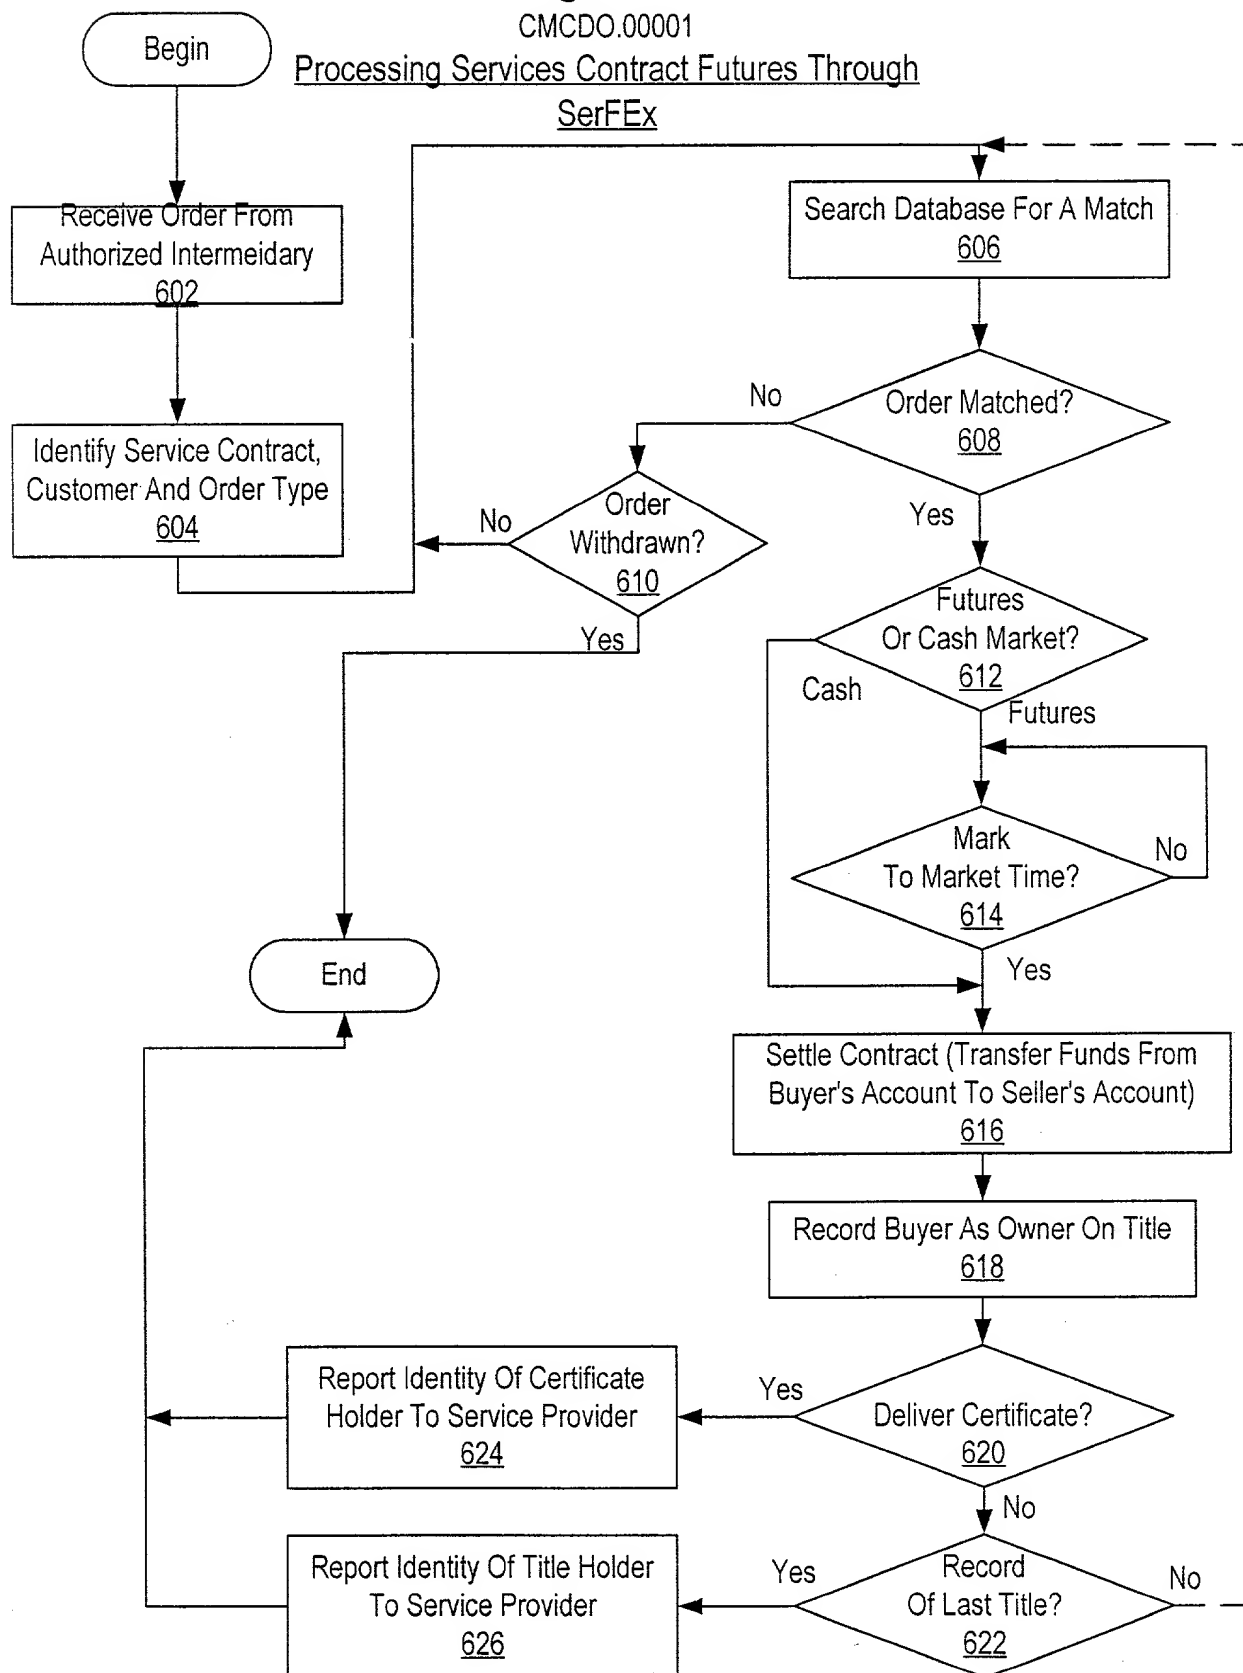 CMCDO.00001
Processing Services Contract Futures Through
SerFEx
Begin
Receive Order From
Authorized Intermeidary
602
Identify Service Contract,
Customer And Order Type
604
Search Database For A Match
606
Order Matched?
608
No
Yes
Order
Withdrawn?
610
No
Yes
Futures
Or Cash Market?
612
Cash
Futures
Mark
To Market Time?
614
No
Yes
End
Settle Contract (Transfer Funds From
Buyer's Account To Seller's Account)
616
Record Buyer As Owner On Title
618
Deliver Certificate?
620
Yes
No
Report Identity Of Certificate
Holder To Service Provider
624
Record
Of Last Title?
622
Yes
No
Report Identity Of Title Holder
To Service Provider
626